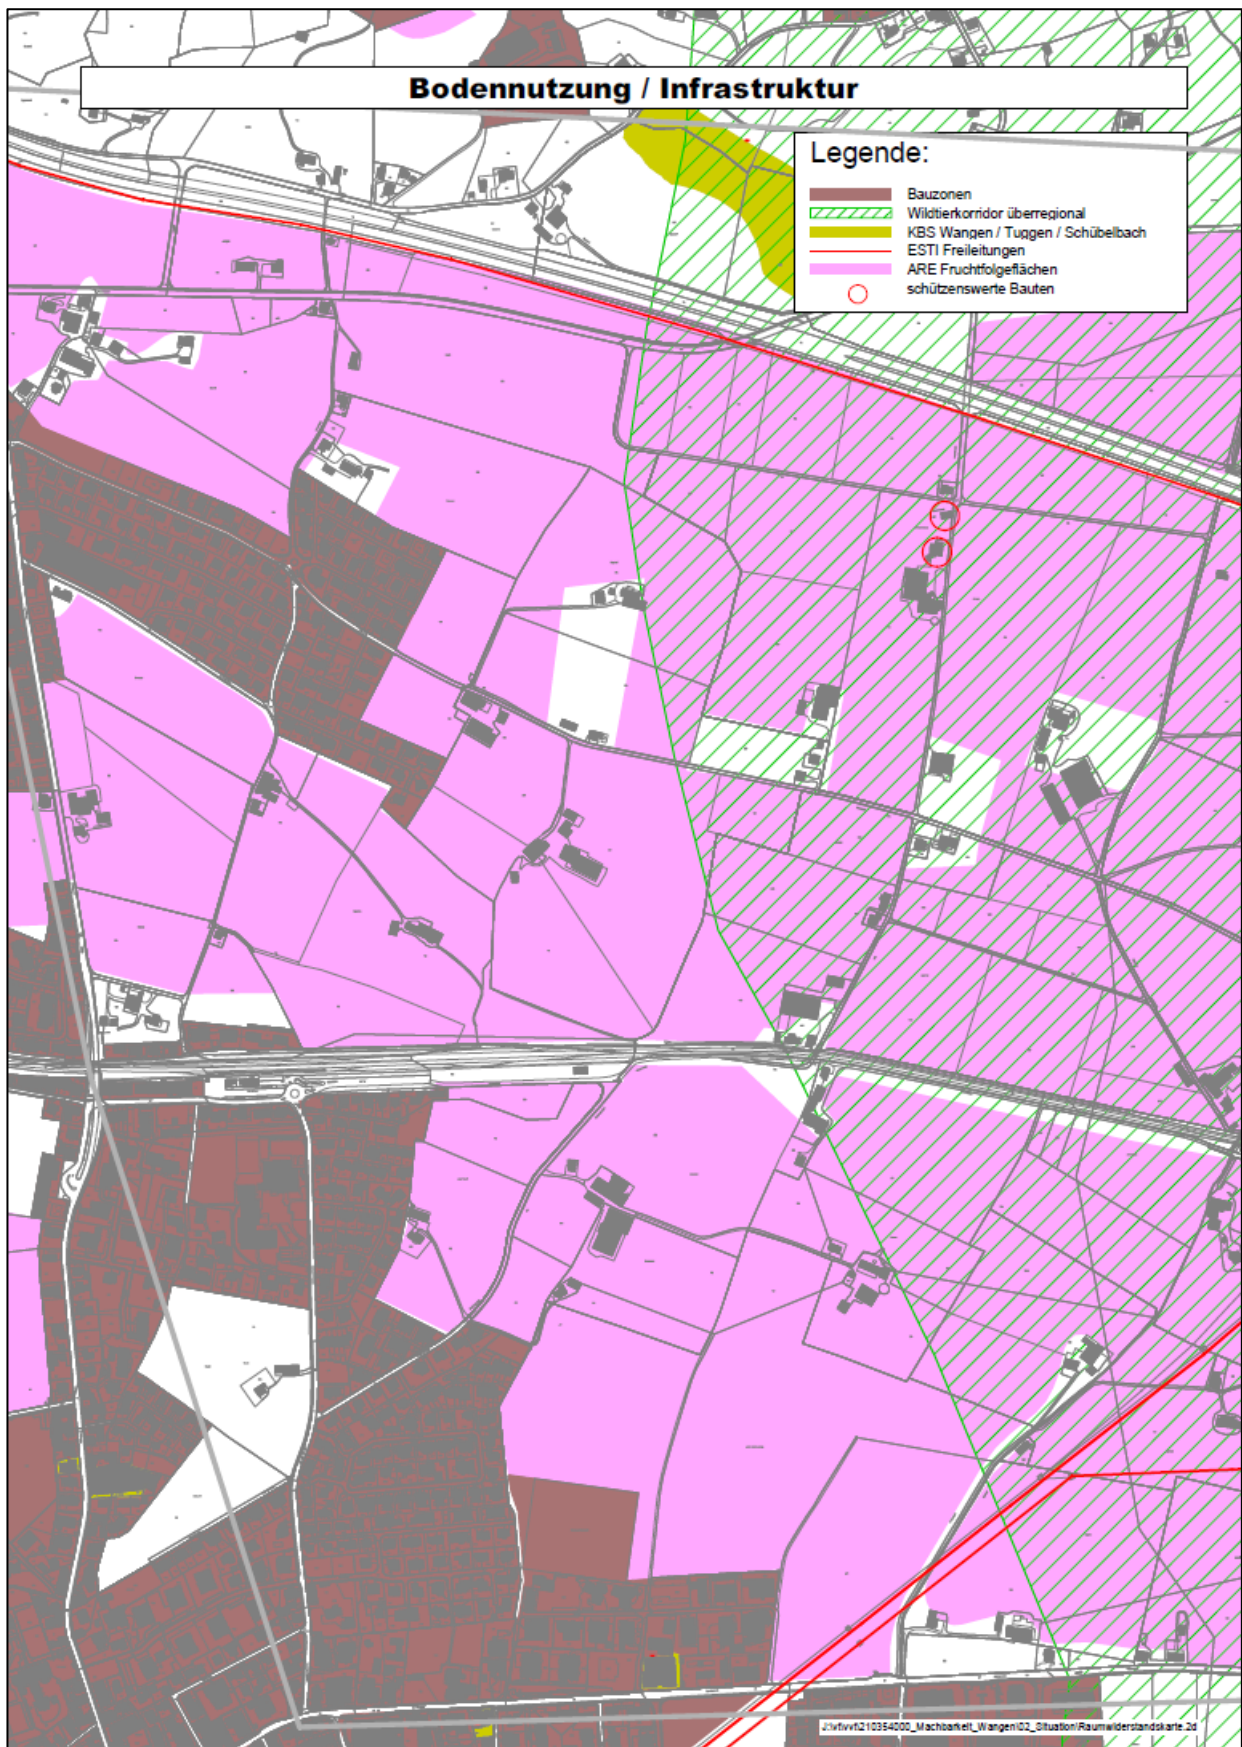 Bodennutzung / Infrastruktur
Legende:
Bauzonen
Wildtierkorridor überregional
KBS Wangen / Tuggen / Schübelbach
ESTI Freileitungen
ARE Fruchtfolgeflächen
schützenswerte Bauten